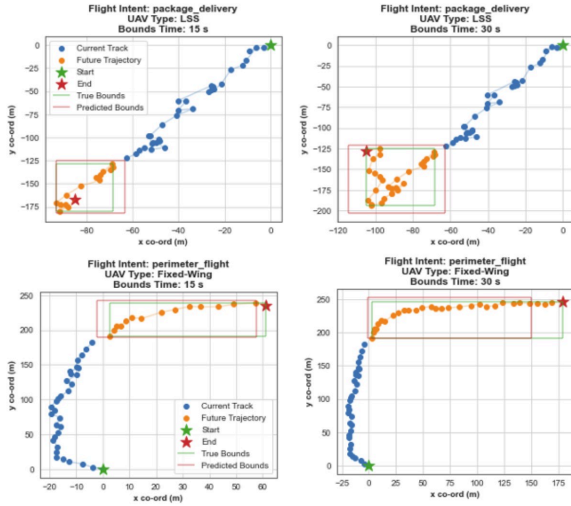 Flight Intent: package_delivery
UAV Type: LSS
Bounds Time: 15 s
0
−25
−50
−75
−100
−125
−150
−175
y co-ord (m)
Current Track
Future Trajectory
Start
End
True Bounds
Predicted Bounds
−80
−60
−40
−20
0
x co-ord (m)
Flight Intent: package_delivery
UAV Type: LSS
Bounds Time: 30 s
0
−25
−50
−75
−100
−125
−150
−175
−200
y co-ord (m)
−120
−100
−80
−60
−40
−20
0
x co-ord (m)
Flight Intent: perimeter_flight
UAV Type: Fixed-Wing
Bounds Time: 15 s
250
200
150
100
50
0
y co-ord (m)
Current Track
Future Trajectory
Start
End
True Bounds
Predicted Bounds
−20
−10
0
10
20
30
40
50
60
x co-ord (m)
Flight Intent: perimeter_flight
UAV Type: Fixed-Wing
Bounds Time: 30 s
250
200
150
100
50
0
y co-ord (m)
−25
0
25
50
75
100
125
150
175
x co-ord (m)